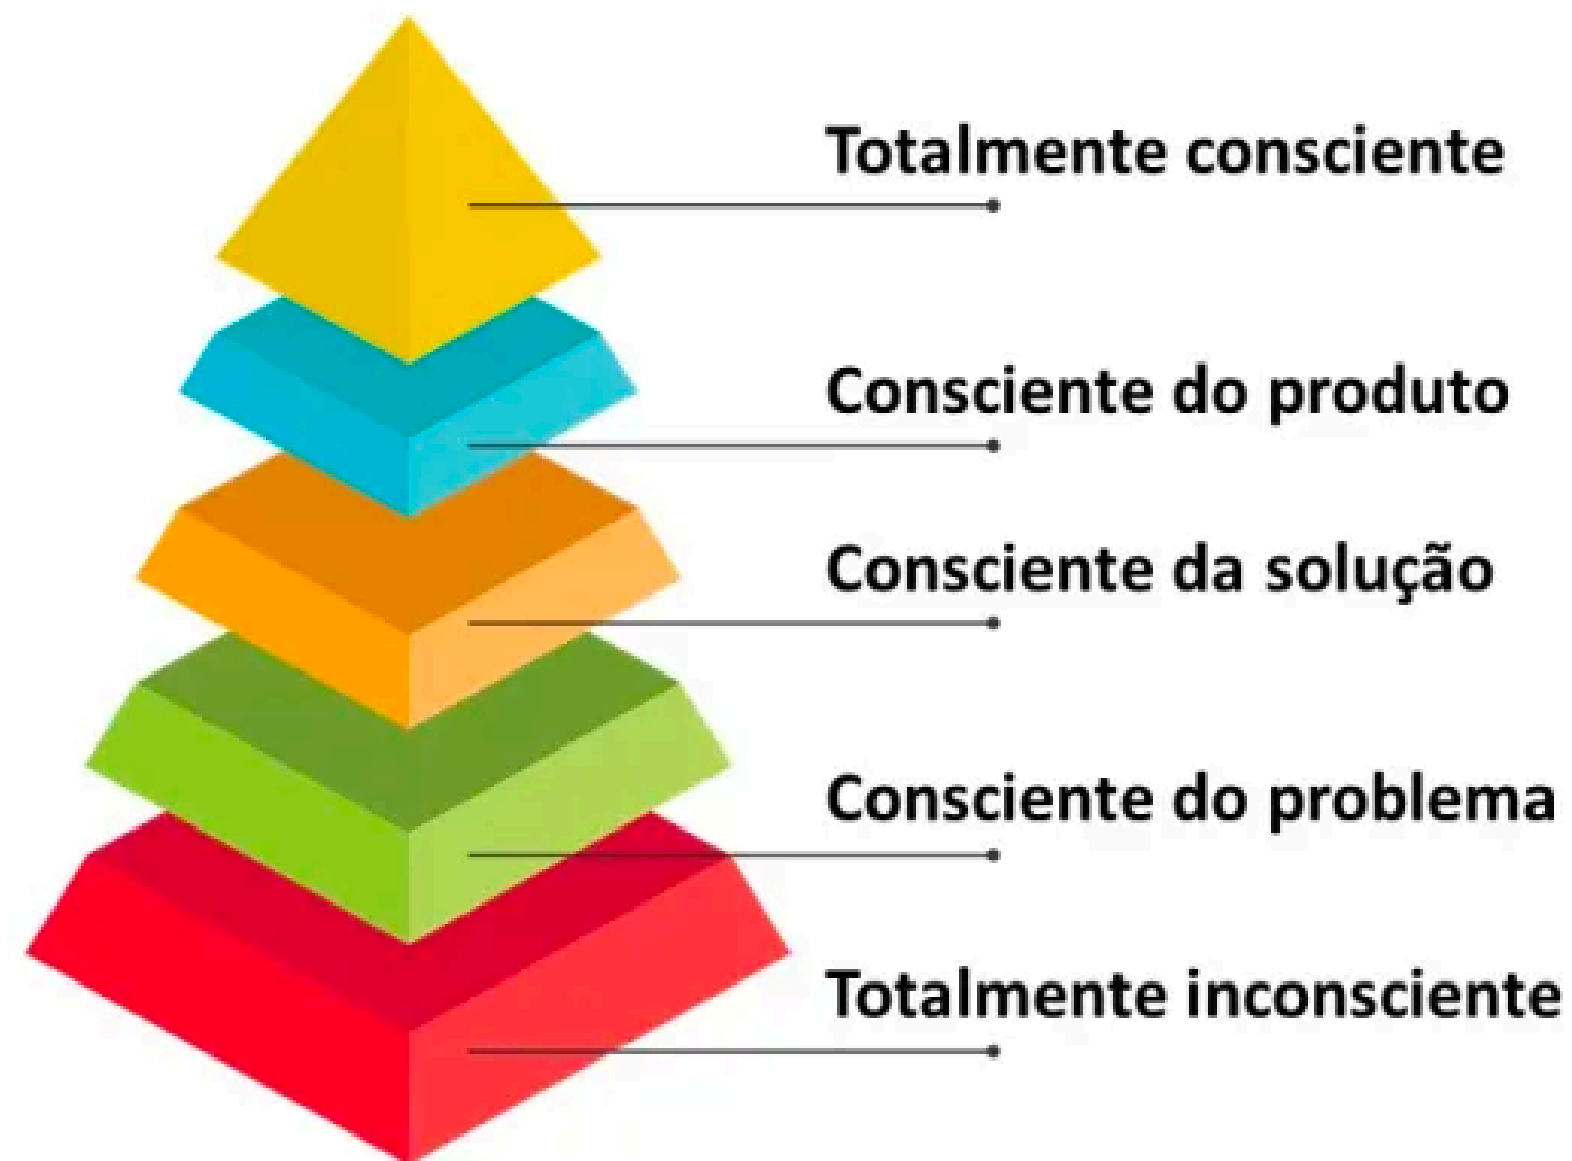 Totalmente consciente
Consciente do produto
Consciente da solução
Consciente do problema
Totalmente inconsciente